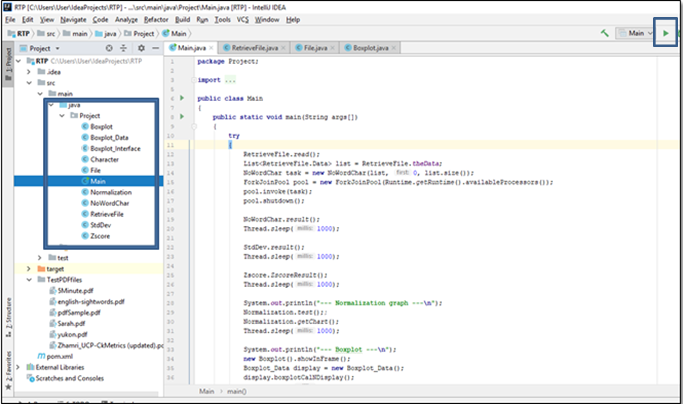 RTP [C:\Users\User\IdeaProjects\RTP] - ...\src\main\java\Project\Main.java [RTP] - IntelliJ IDEA
File Edit View Navigate Code Analyze Refactor Build Run Tools VCS Window Help
RTP src main java Project Main Main
Project
Main.java RetrieveFile.java File.java Boxplot.java
1: Project
RTP C:\Users\User\IdeaProjects\RTP
.idea
src
main
java
Project
Boxplot
Boxplot_Data
Boxplot_Interface
Character
File
Main
Normalization
NoWordChar
RetrieveFile
StdDev
Zscore
test
target
TestPDFfiles
5Minute.pdf
english-sightwords.pdf
pdfSample.pdf
Sarah.pdf
yukon.pdf
Zhamri_UCP-CkMetrics (updated).pdf
pom.xml
External Libraries
Scratches and Consoles
Z: Structure
2: Favorites
package Project;
import ...
public class Main
{
public static void main(String args[])
{
try
{
RetrieveFile.read();
List<RetrieveFile.Data> list = RetrieveFile.theData;
NoWordChar task = new NoWordChar(list, first: 0, list.size());
ForkJoinPool pool = new ForkJoinPool(Runtime.getRuntime().availableProcessors());
pool.invoke(task);
pool.shutdown();
NoWordChar.result();
Thread.sleep( millis: 1000);
StdDev.result();
Thread.sleep( millis: 1000);
Zscore.ZscoreResult();
Thread.sleep( millis: 1000);
System.out.println("--- Normalization graph ---\n");
Normalization.test();
Normalization.getChart();
Thread.sleep( millis: 1000);
System.out.println("--- Boxplot ---\n");
new Boxplot().showInFrame();
Boxplot_Data display = new Boxplot_Data();
display.boxplotCalNDisplay();
Main main()